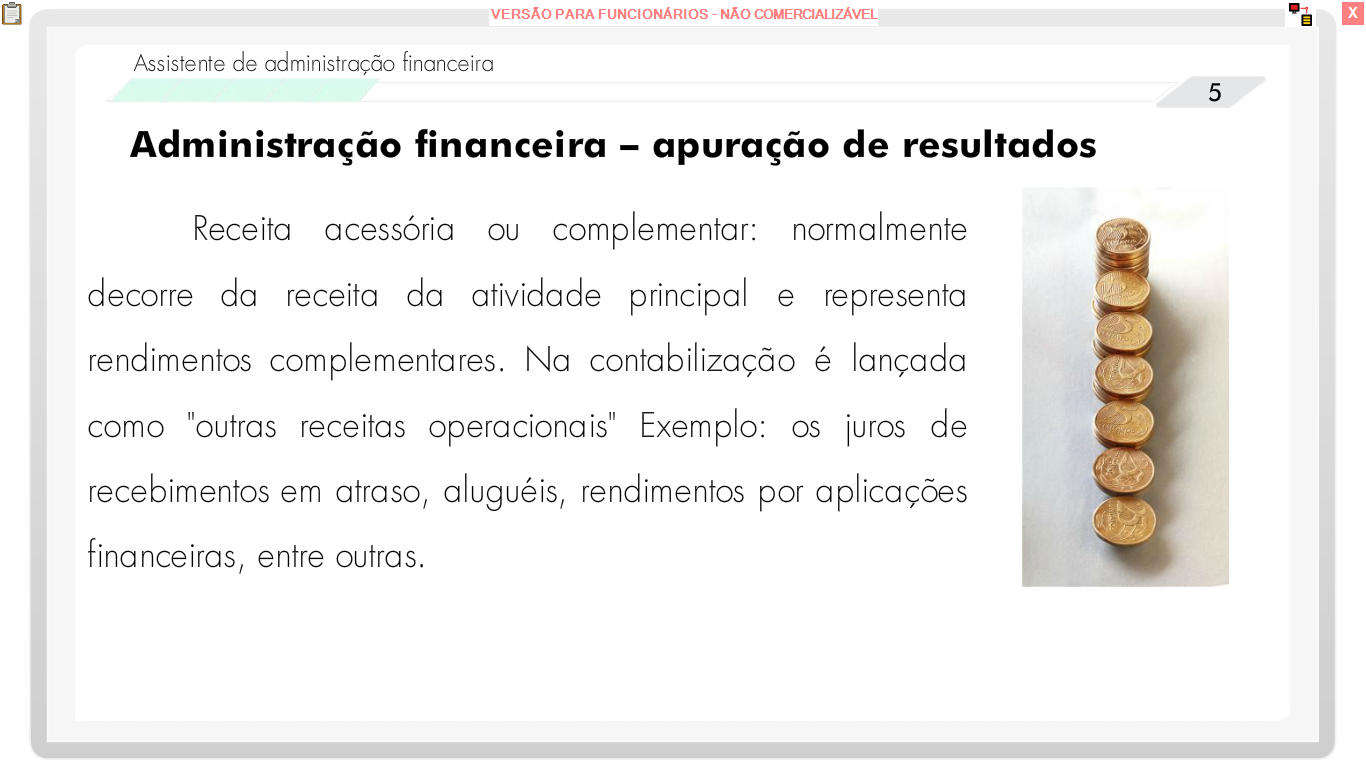 VERSÃO PARA FUNCIONÁRIOS - NÃO COMERCIALIZÁVEL
X
Assistente de administração financeira
5
Administração financeira – apuração de resultados
Receita acessória ou complementar: normalmente
decorre da receita da atividade principal e representa
rendimentos complementares. Na contabilização é lançada
como "outras receitas operacionais" Exemplo: os juros de
recebimentos em atraso, aluguéis, rendimentos por aplicações
financeiras, entre outras.